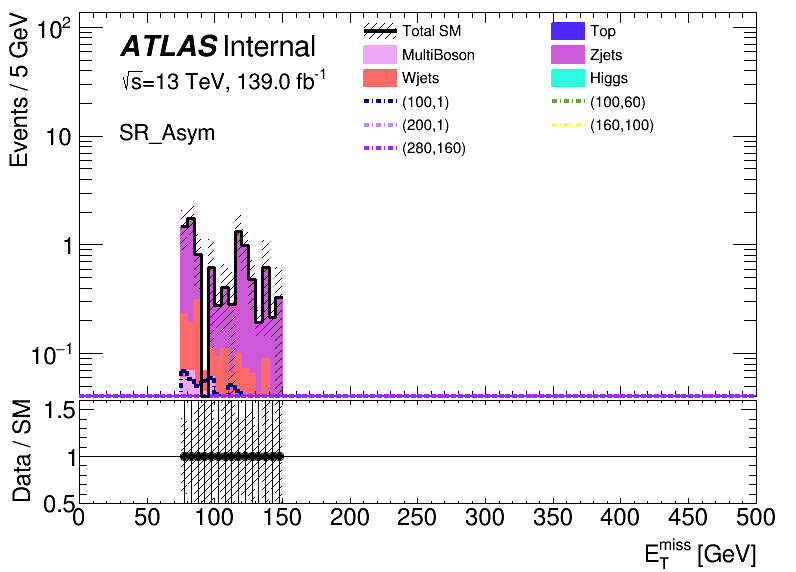 ATLAS Internal
√s=13 TeV, 139.0 fb⁻¹
SR_Asym
Total SM
Top
MultiBoson
Zjets
Wjets
Higgs
(100,1)
(100,60)
(200,1)
(160,100)
(280,160)
Events / 5 GeV
10²
10
1
10⁻¹
Data / SM
1.5
1
0.5
0 50 100 150 200 250 300 350 400 450 500
E_T^miss [GeV]